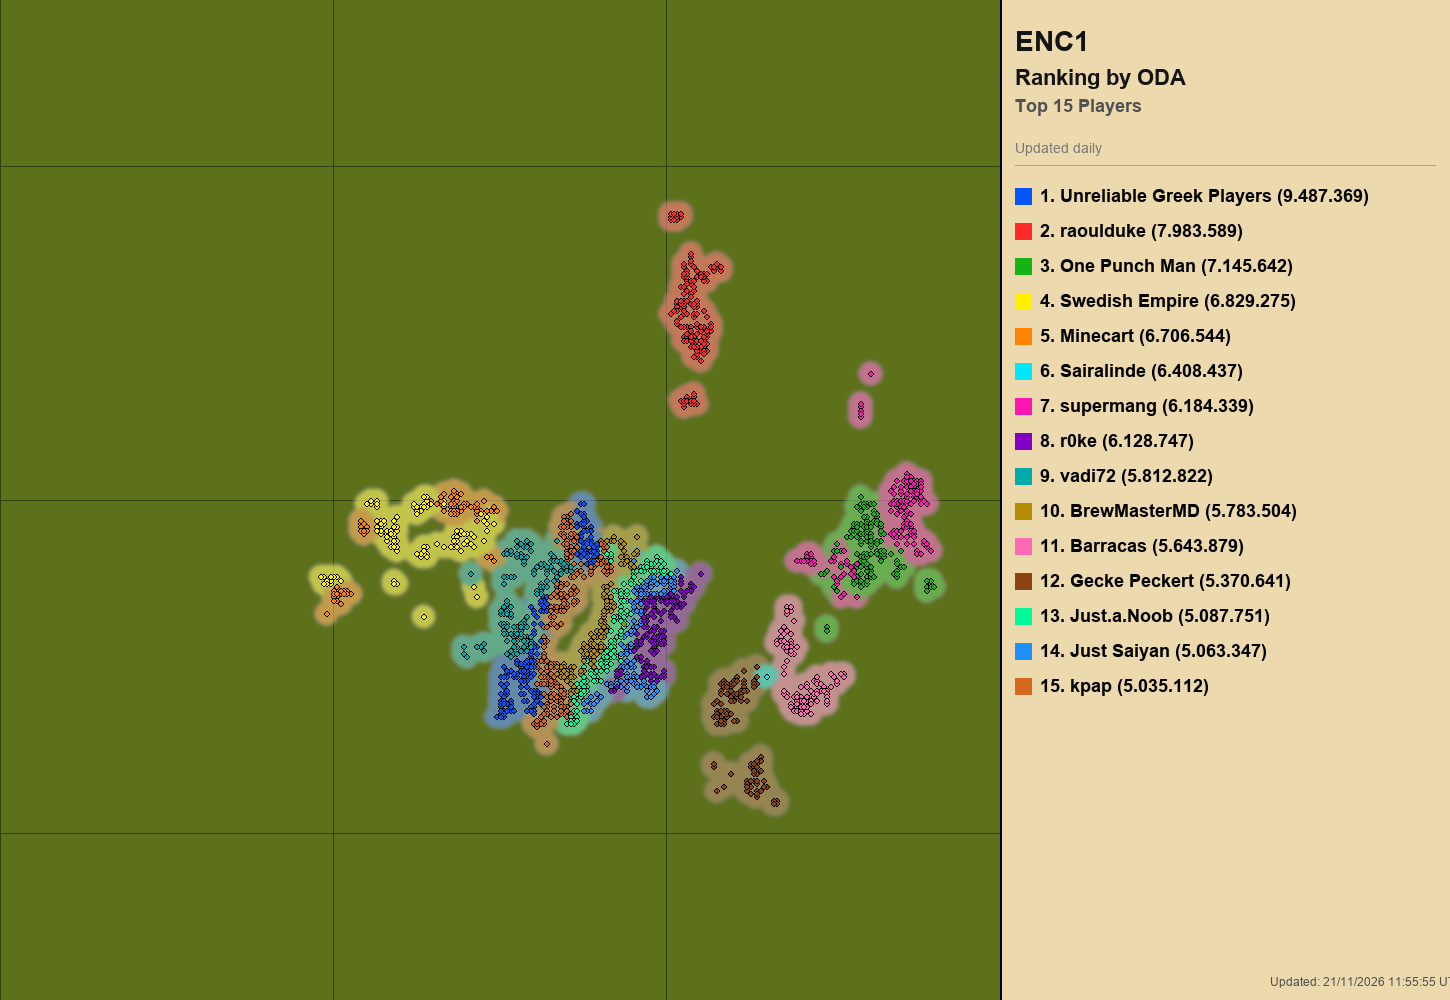 ENC1
Ranking by ODA
Top 15 Players
Updated daily
1. Unreliable Greek Players (9.487.369)
2. raoulduke (7.983.589)
3. One Punch Man (7.145.642)
4. Swedish Empire (6.829.275)
5. Minecart (6.706.544)
6. Sairalinde (6.408.437)
7. supermang (6.184.339)
8. r0ke (6.128.747)
9. vadi72 (5.812.822)
10. BrewMasterMD (5.783.504)
11. Barracas (5.643.879)
12. Gecke Peckert (5.370.641)
13. Just.a.Noob (5.087.751)
14. Just Saiyan (5.063.347)
15. kpap (5.035.112)
Updated: 21/11/2026 11:55:55